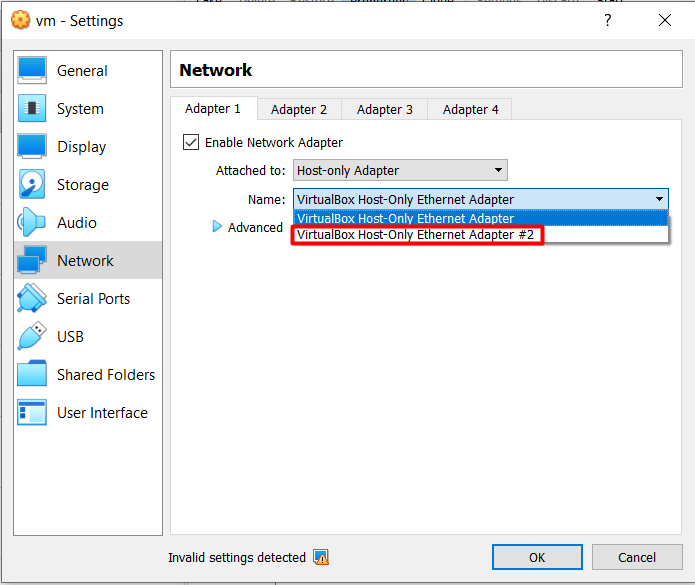 vm - Settings
?
General
System
Display
Storage
Audio
Network
Serial Ports
USB
Shared Folders
User Interface
Network
Adapter 1
Adapter 2
Adapter 3
Adapter 4
Enable Network Adapter
Attached to: Host-only Adapter
Name: VirtualBox Host-Only Ethernet Adapter
VirtualBox Host-Only Ethernet Adapter
VirtualBox Host-Only Ethernet Adapter #2
Advanced
Invalid settings detected
OK
Cancel